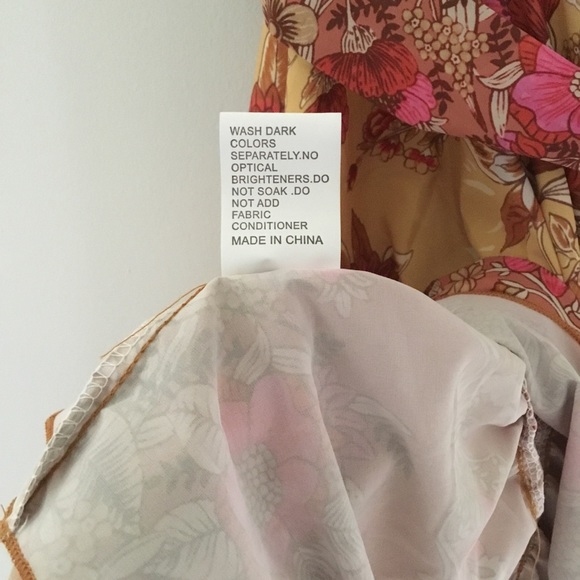 WASH DARK
COLORS
SEPARATELY.NO
OPTICAL
BRIGHTENERS.DO
NOT SOAK .DO
NOT ADD
FABRIC
CONDITIONER
MADE IN CHINA